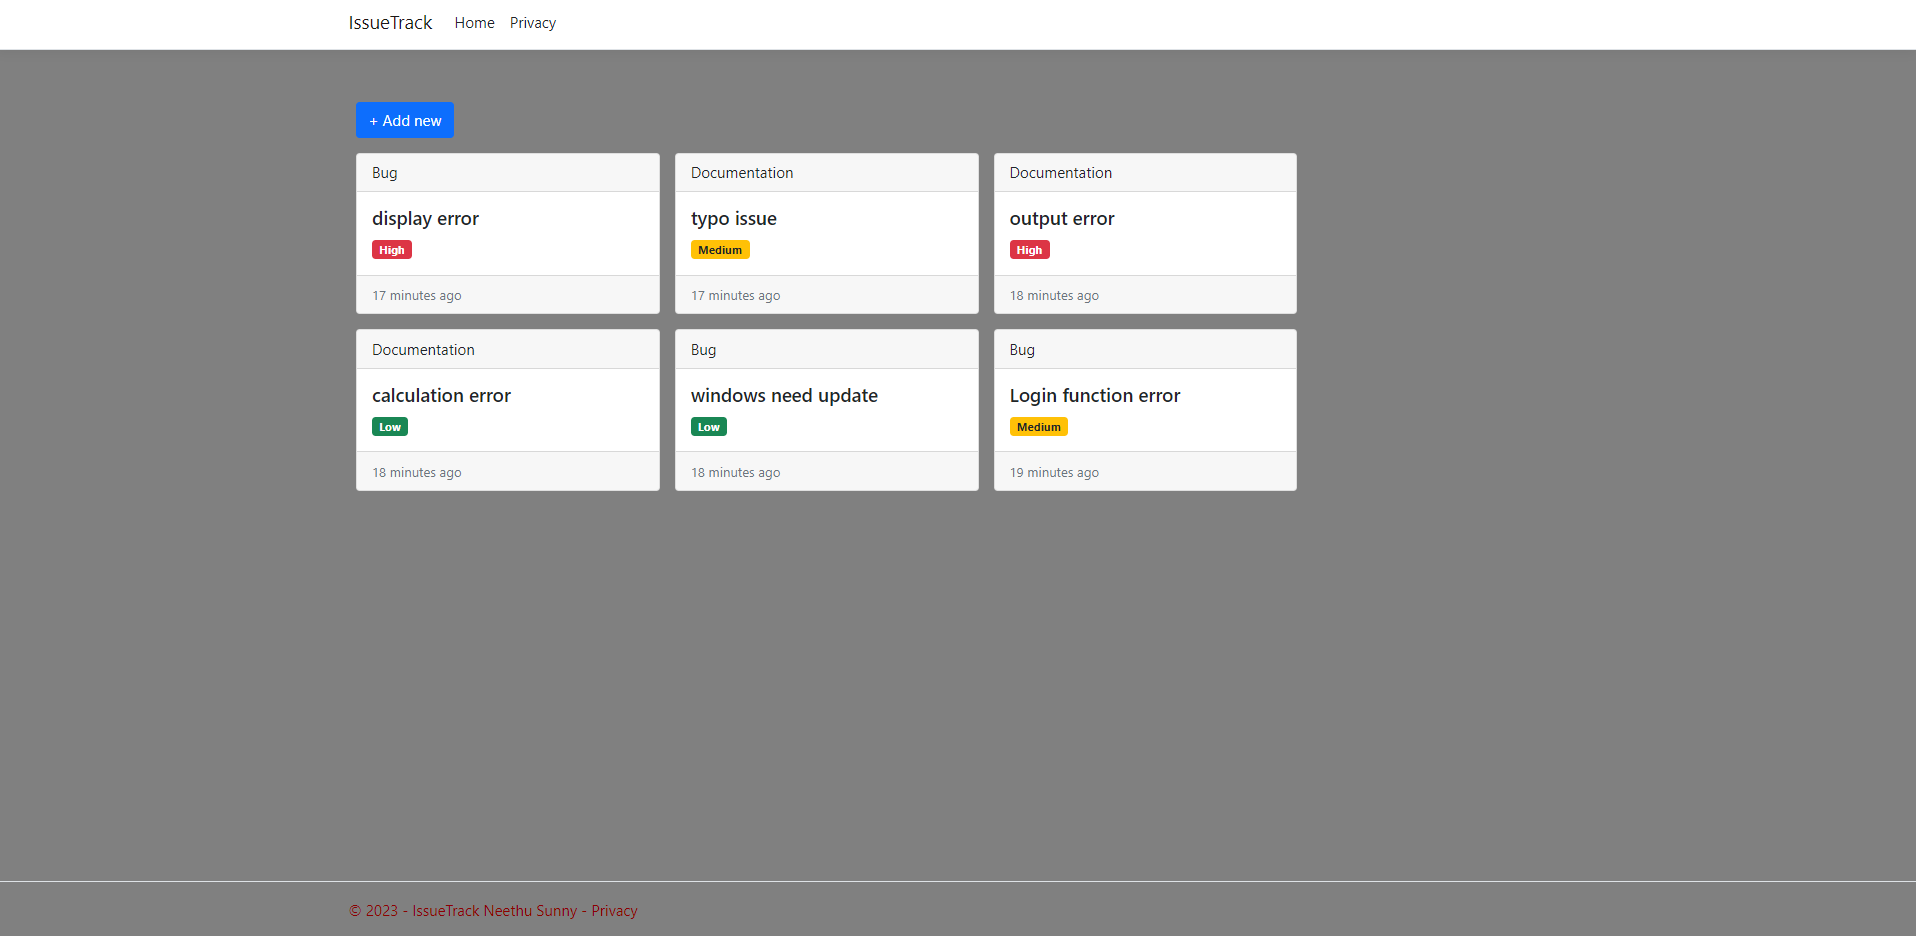 IssueTrack Home Privacy
+ Add new
Bug
display error
High
17 minutes ago
Documentation
typo issue
Medium
17 minutes ago
Documentation
output error
High
18 minutes ago
Documentation
calculation error
Low
18 minutes ago
Bug
windows need update
Low
18 minutes ago
Bug
Login function error
Medium
19 minutes ago
© 2023 - IssueTrack Neethu Sunny - Privacy